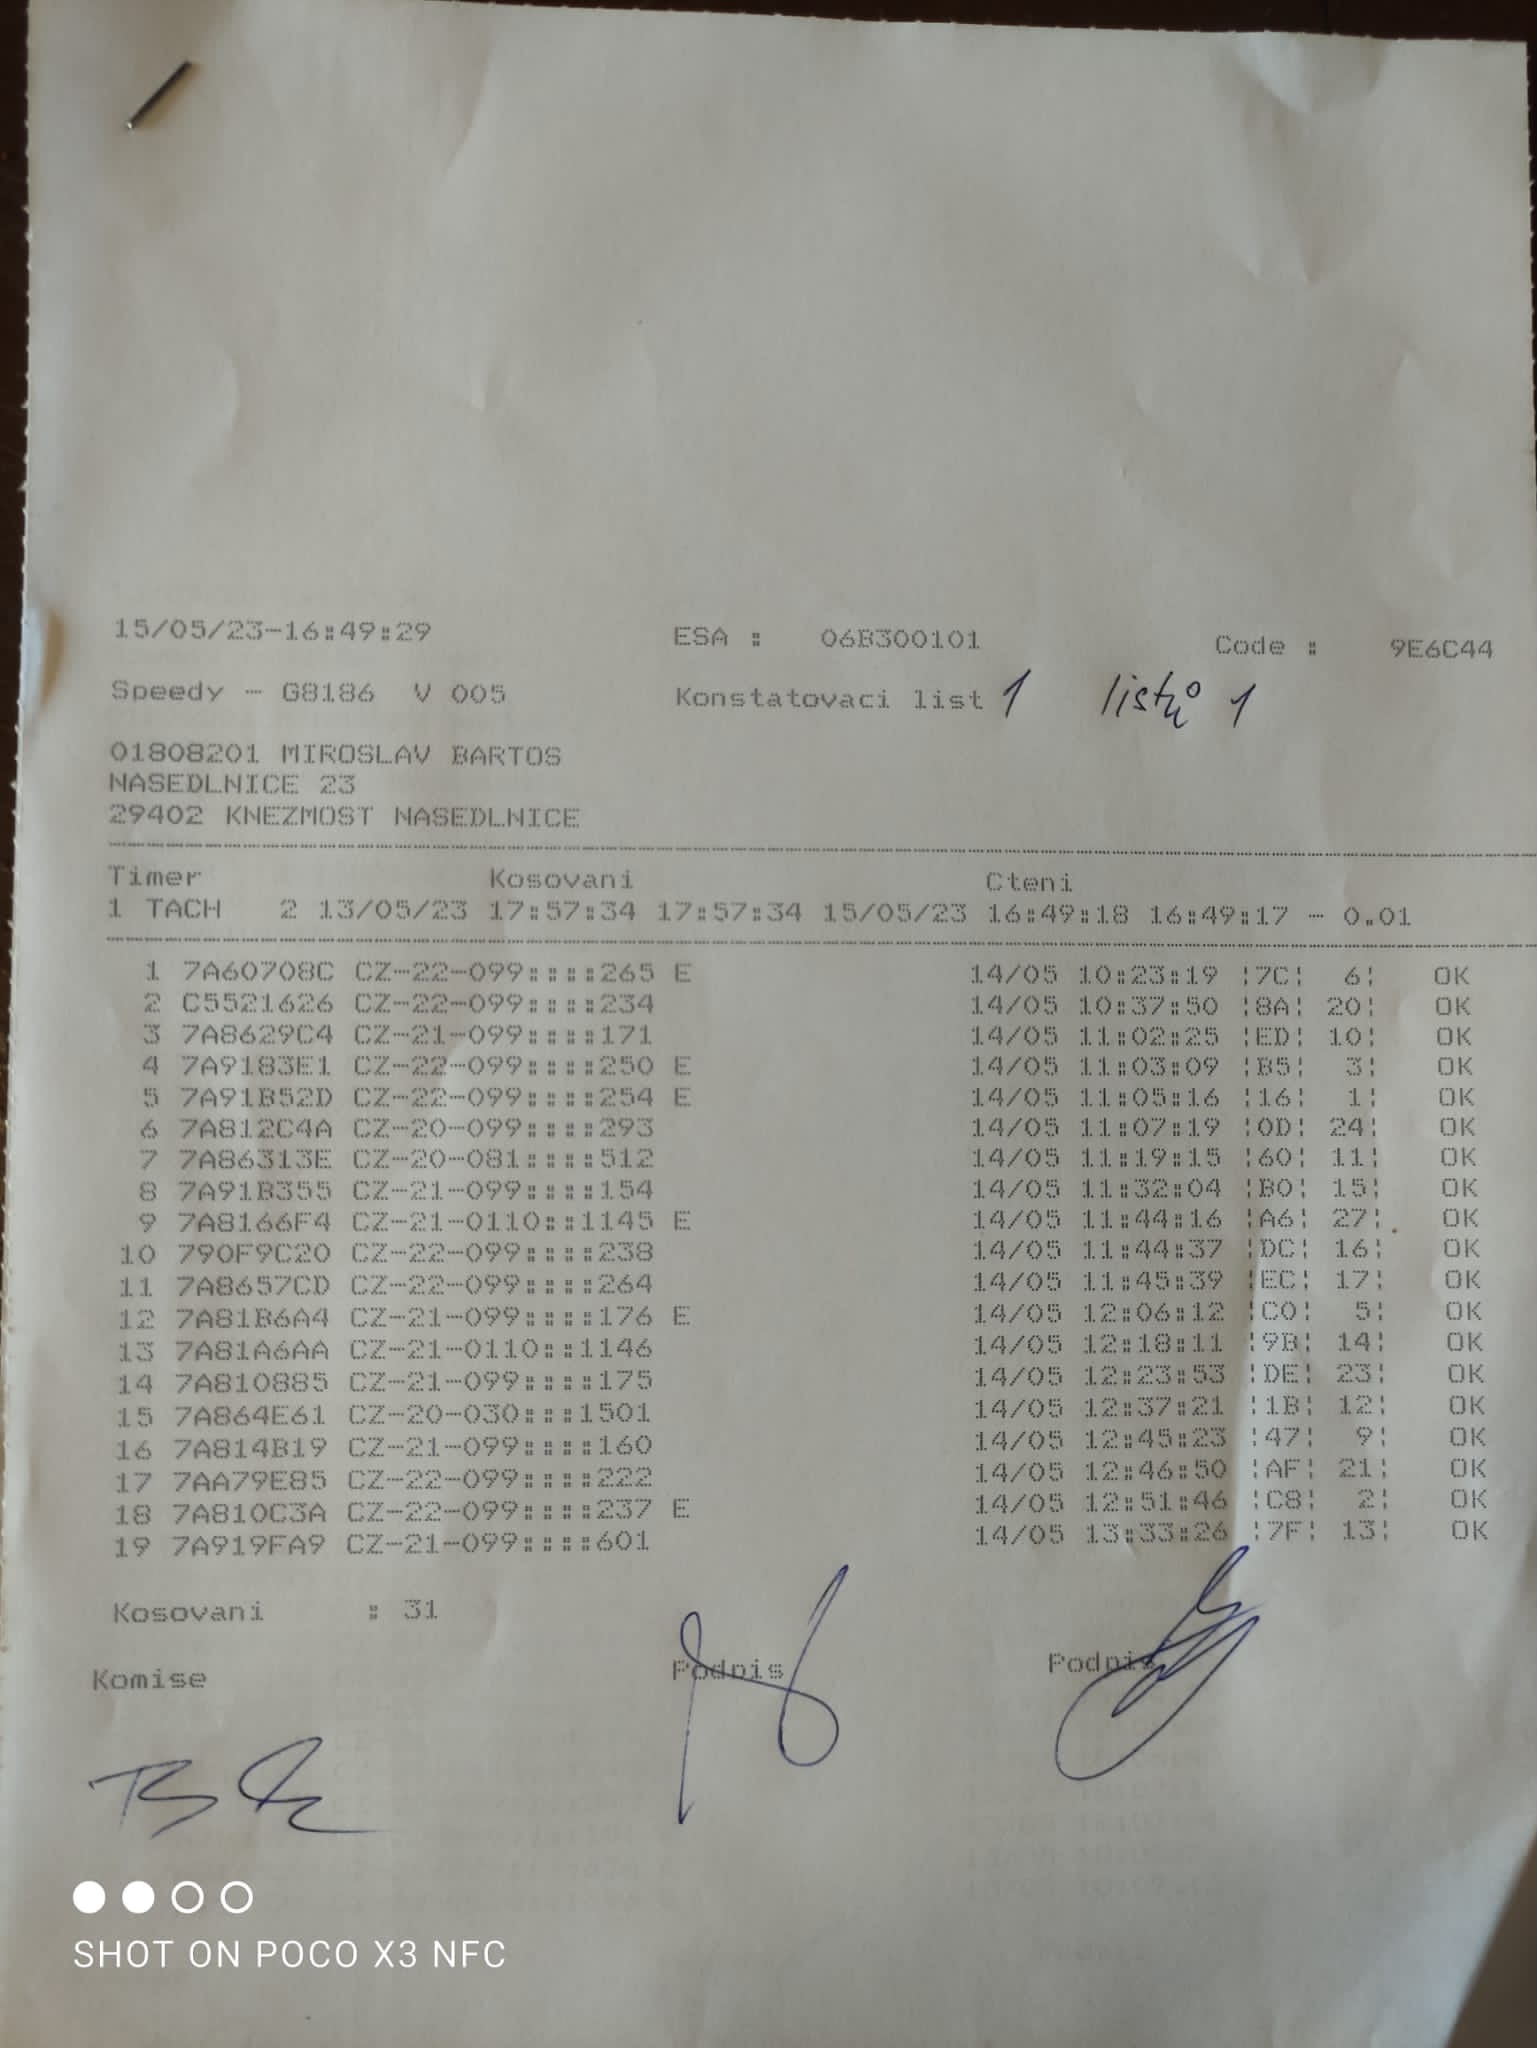 15/05/23-16:49:29 ESA : 06B300101 Code : 9E6C44
Speedy - G8186 V 005 Konstatovaci list 1 listů 1
01808201 MIROSLAV BARTOS
NASEDLNICE 23
29402 KNEZMOST NASEDLNICE
Timer Kosovani Cteni
1 TACH 2 13/05/23 17:57:34 17:57:34 15/05/23 16:49:18 16:49:17 - 0.01
1 7A60708C CZ-22-099::::265 E 14/05 10:23:19 ¦7C¦ 6¦ OK
2 C5521626 CZ-22-099::::234 14/05 10:37:50 ¦8A¦ 20¦ OK
3 7A8629C4 CZ-21-099::::171 14/05 11:02:25 ¦ED¦ 10¦ OK
4 7A9183E1 CZ-22-099::::250 E 14/05 11:03:09 ¦B5¦ 3¦ OK
5 7A91B52D CZ-22-099::::254 E 14/05 11:05:16 ¦16¦ 1¦ OK
6 7A812C4A CZ-20-099::::293 14/05 11:07:19 ¦0D¦ 24¦ OK
7 7A86313E CZ-20-081::::512 14/05 11:19:15 ¦60¦ 11¦ OK
8 7A91B355 CZ-21-099::::154 14/05 11:32:04 ¦B0¦ 15¦ OK
9 7A8166F4 CZ-21-0110::1145 E 14/05 11:44:16 ¦A6¦ 27¦ OK
10 790F9C20 CZ-22-099::::238 14/05 11:44:37 ¦DC¦ 16¦ OK
11 7A8657CD CZ-22-099::::264 14/05 11:45:39 ¦EC¦ 17¦ OK
12 7A81B6A4 CZ-21-099::::176 E 14/05 12:06:12 ¦C0¦ 5¦ OK
13 7A81A6AA CZ-21-0110::1146 14/05 12:18:11 ¦9B¦ 14¦ OK
14 7A810885 CZ-21-099::::175 14/05 12:23:53 ¦DE¦ 23¦ OK
15 7A864E61 CZ-20-030:::1501 14/05 12:37:21 ¦1B¦ 12¦ OK
16 7A814B19 CZ-21-099::::160 14/05 12:45:23 ¦47¦ 9¦ OK
17 7AA79E85 CZ-22-099::::222 14/05 12:46:50 ¦AF¦ 21¦ OK
18 7A810C3A CZ-22-099::::237 E 14/05 12:51:46 ¦C8¦ 2¦ OK
19 7A919FA9 CZ-21-099::::601 14/05 13:33:26 ¦7F¦ 13¦ OK
Kosovani : 31
Komise Podpis Podpis
SHOT ON POCO X3 NFC